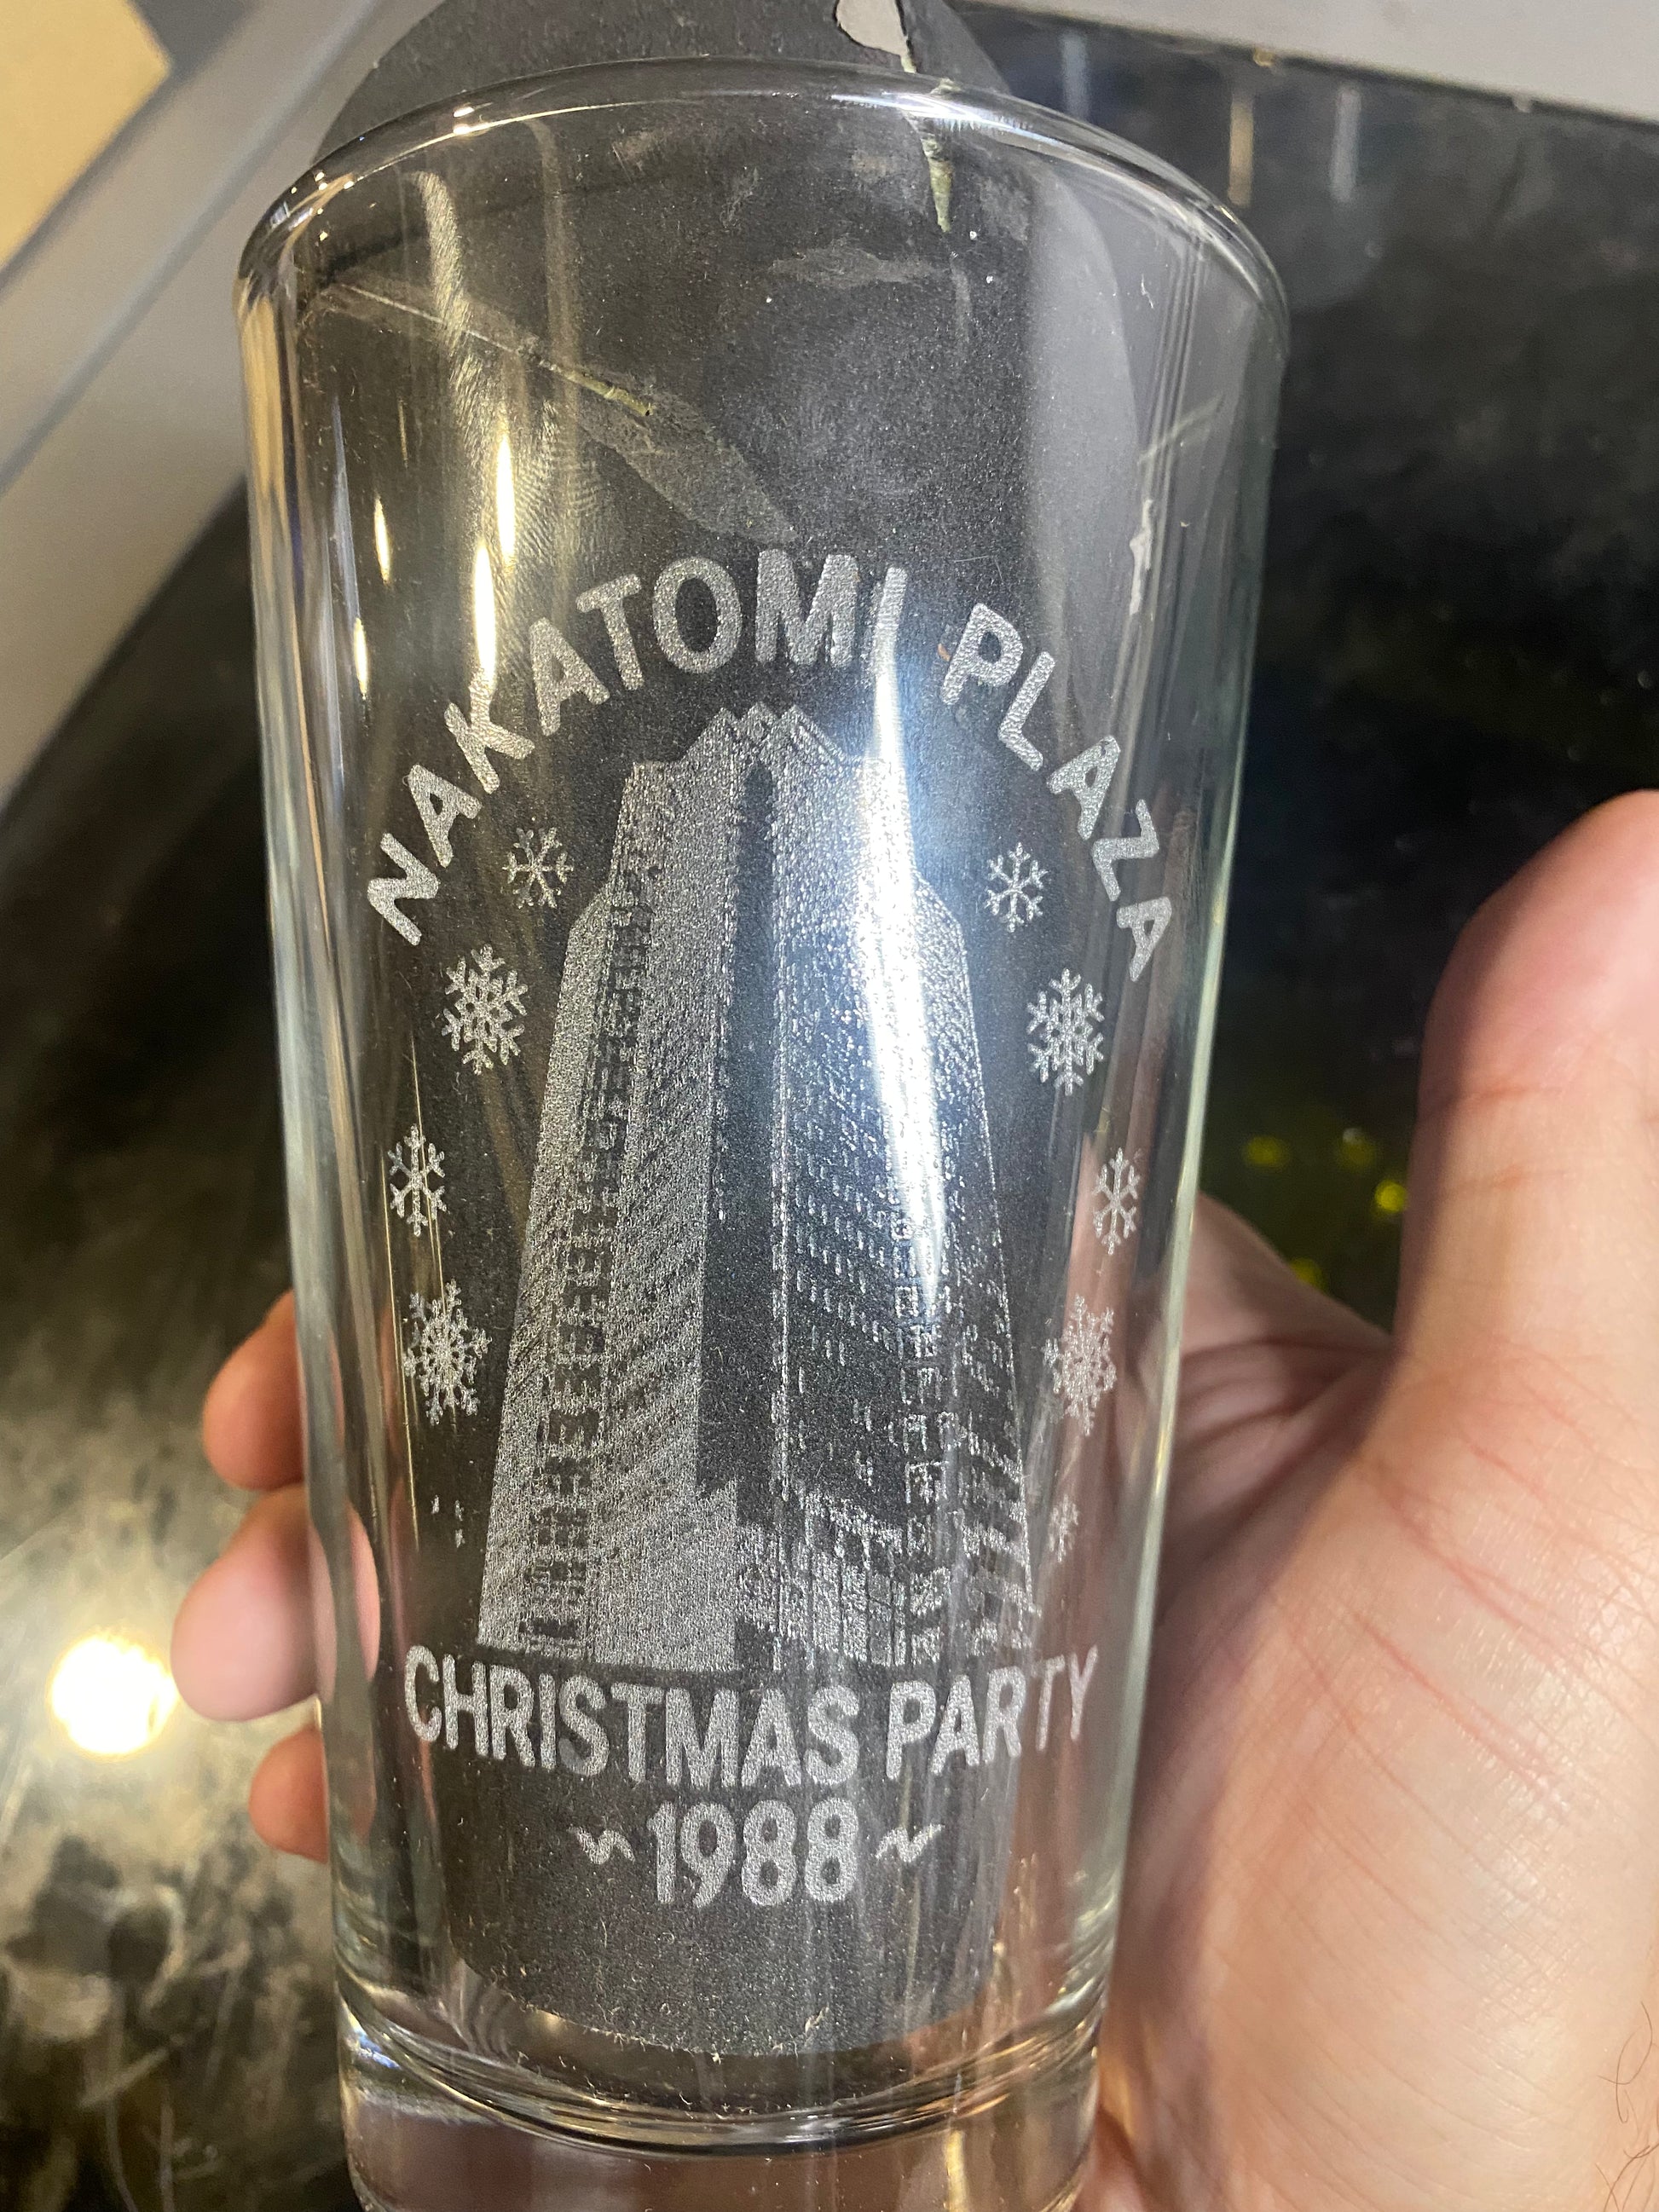 NAKATOMI PLAZA
CHRISTMAS PARTY
~1988~